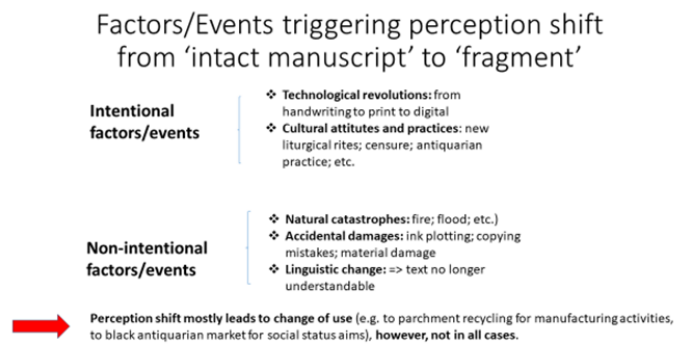 Factors/Events triggering perception shift
from ‘intact manuscript’ to ‘fragment’
Intentional
factors/events
❖ Technological revolutions: from
handwriting to print to digital
❖ Cultural attitutes and practices: new
liturgical rites; censure; antiquarian
practice; etc.
Non-intentional
factors/events
❖ Natural catastrophes: fire; flood; etc.)
❖ Accidental damages: ink plotting; copying
mistakes; material damage
❖ Linguistic change: => text no longer
understandable
Perception shift mostly leads to change of use (e.g. to parchment recycling for manufacturing activities,
to black antiquarian market for social status aims), however, not in all cases.